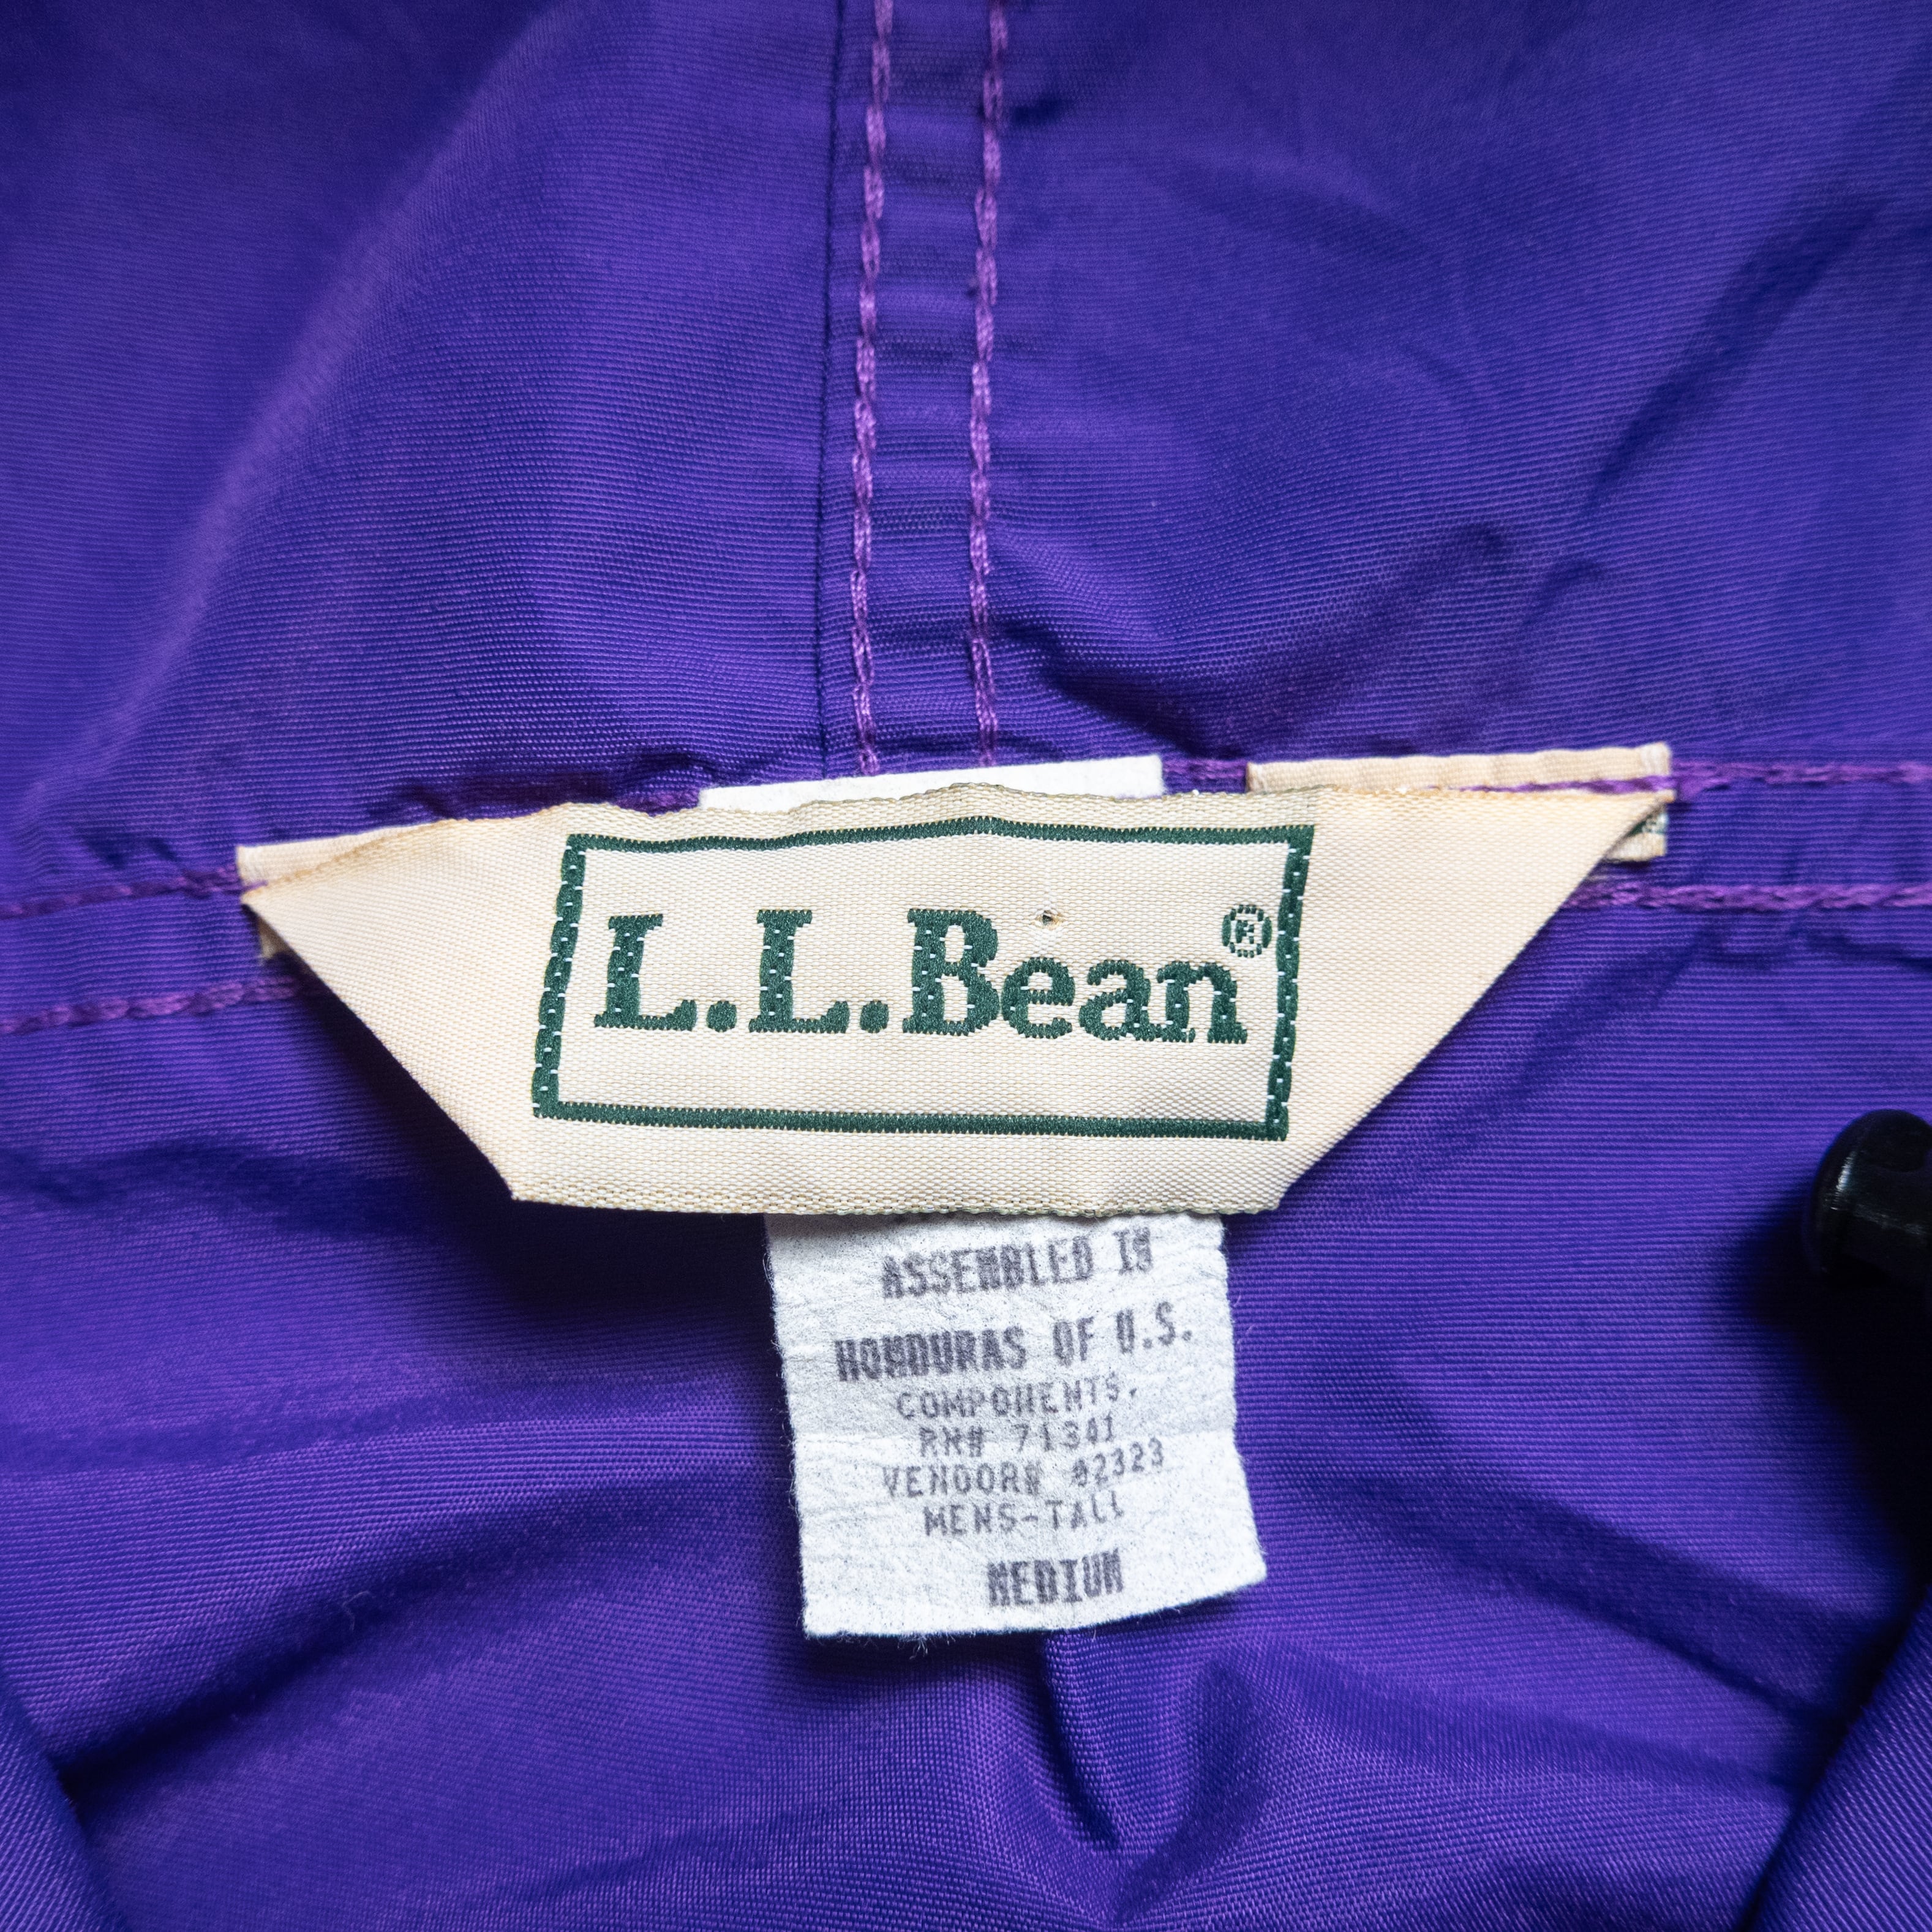 L.L.Bean®
ASSEMBLED IN
HONDURAS OF U.S.
COMPONENTS.
RN# 71341
VENDOR# 02323
MENS-TALL
MEDIUM